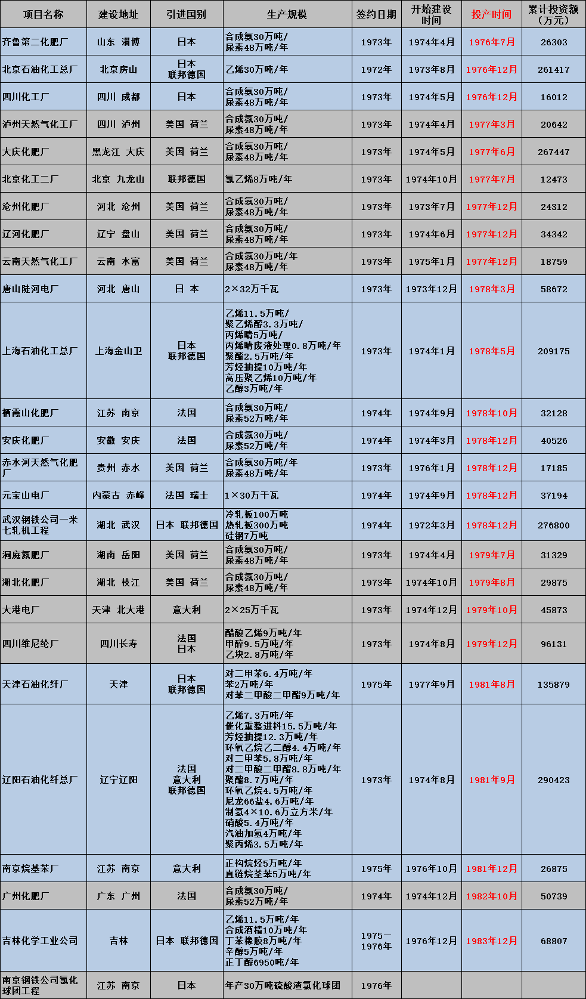 项目名称 建设地址 引进国别 生产规模 签约日期 开始建设时间 投产时间 累计投资额（万元）
齐鲁第二化肥厂 山东 淄博 日本 合成氨30万吨/ 尿素48万吨/年 1973年 1974年4月 1976年7月 26303
北京石油化工总厂 北京房山 日本 联邦德国 乙烯30万吨/年 1972年 1973年8月 1976年12月 261417
四川化工厂 四川 成都 日本 合成氨30万吨/ 尿素48万吨/年 1973年 1974年5月 1976年12月 16012
泸州天然气化工厂 四川 泸州 美国 荷兰 合成氨30万吨/ 尿素48万吨/年 1973年 1974年4月 1977年3月 20642
大庆化肥厂 黑龙江 大庆 美国 荷兰 合成氨30万吨/ 尿素48万吨/年 1973年 1974年5月 1977年6月 267447
北京化工二厂 北京 九龙山 联邦德国 氯乙烯8万吨/年 1973年 1974年10月 1977年7月 12473
沧州化肥厂 河北 沧州 美国 荷兰 合成氨30万吨/ 尿素48万吨/年 1973年 1973年7月 1977年12月 24312
辽河化肥厂 辽宁 盘山 美国 荷兰 合成氨30万吨/ 尿素48万吨/年 1973年 1974年6月 1977年12月 34342
云南天然气化工厂 云南 水富 美国 荷兰 合成氨30万吨/年 尿素48万吨/年 1973年 1975年1月 1977年12月 18759
唐山陡河电厂 河北 唐山 日 本 2×32万千瓦 1973年 1973年12月 1978年3月 58672
上海石油化工总厂 上海金山卫 日本 联邦德国 乙烯11.5万吨/ 聚乙烯醇3.3万吨/ 丙烯晴5万吨/ 丙烯晴废液处理0.8万吨/年 聚酯2.5万吨/年 芳烃抽提10万吨/年 高压聚乙烯10万吨/年 乙醇3万吨/年 1973年 1974年1月 1978年5月 209175
栖霞山化肥厂 江苏 南京 法国 合成氨30万吨/ 尿素52万吨/年 1974年 1974年9月 1978年10月 32128
安庆化肥厂 安徽 安庆 法国 合成氨30万吨/ 尿素52万吨/年 1974年 1974年3月 1978年12月 40526
赤水河天然气化肥厂 贵州 赤水 美国 荷兰 合成氨30万吨/年 尿素48万吨/年 1973年 1976年1月 1978年12月 17185
元宝山电厂 内蒙古 赤峰 法国 瑞士 1×30万千瓦 1974年 1974年9月 1978年12月 37194
武汉钢铁公司一米七轧机工程 湖北 武汉 日本 联邦德国 冷轧板100万吨 热轧板300万吨 硅钢7万吨 1974年 1972年3月 1978年12月 276800
洞庭氮肥厂 湖南 岳阳 美国 荷兰 合成氨30万吨/ 尿素48万吨/年 1973年 1974年4月 1979年7月 31329
湖北化肥厂 湖北 枝江 美国 荷兰 合成氨30万吨/ 尿素48万吨/年 1973年 1974年10月 1979年8月 29875
大港电厂 天津 北大港 意大利 2×25万千瓦 1973年 1974年12月 1979年10月 45873
四川维尼纶厂 四川长寿 法国 日本 醋酸乙烯9万吨/年 甲醉9.5万吨/年 乙块2.8万吨/年 1973年 1974年8月 1979年12月 96131
天津石油化纤厂 天津 日本 联邦德国 对二甲苯6.4万吨/年 苯2万吨/年 对苯二甲酸二甲酯9万吨/年 1975年 1977年9月 1981年8月 135879
辽阳石油化纤总厂 辽宁辽阳 法国 意大利 联邦德国 乙烯7.3万吨/年 催化重整进料15.5万吨/年 芳烃抽提12.3万吨/年 环氧乙烷乙二醇4.4万吨/年 对二甲苯5.8万吨/年 对二甲酸二甲酯8.8万吨/年 聚酯8.7万吨/年 环氧乙烷4.5万吨/年 尼龙66盐4.6万吨/年 制氢4×10.6万立方米/年 硝酸5.4万吨/年 汽油加氢4万吨/年 聚丙烯3.5万吨/年 1973年 1974年8月 1981年9月 290423
南京烷基苯厂 江苏 南京 意大利 正构烷烃5万吨/年 直链烷荃苯5万吨/年 1975年 1976年10月 1981年12月 26875
广州化肥厂 广东 广州 法国 合成氨30万吨/ 尿素52万吨/年 1974年 1974年12月 1982年10月 50739
吉林化学工业公司 吉林 日本 联邦德国 乙烯11.5万吨/年 合成酒精10万吨/年 丁苯橡胶8万吨/年 辛醇5万吨/年 正丁醇6950吨/年 1975一1976年 1976年12月 1983年12月 68807
南京钢铁公司氯化球团工程 江苏 南京 日本 年产30万吨硫酸渣氯化球团 1976年